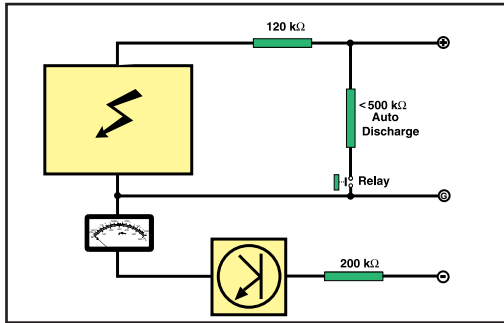 120 kΩ
+
<500 kΩ
Auto
Discharge
Relay
G
200 kΩ
-